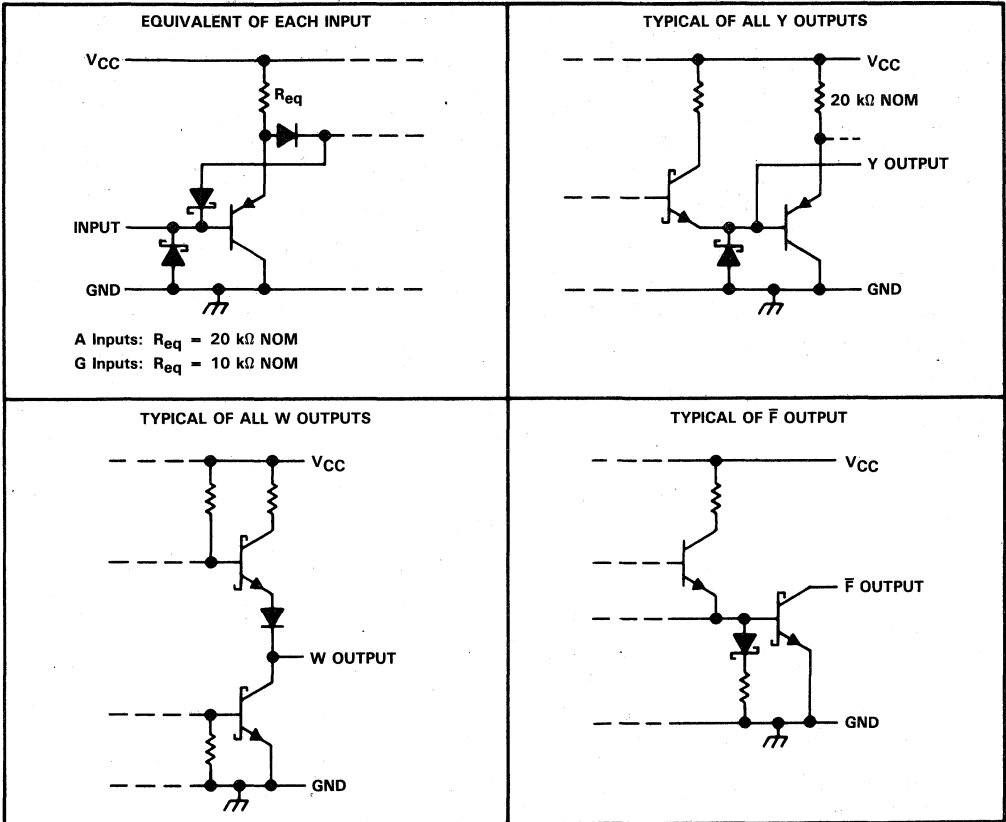 EQUIVALENT OF EACH INPUT
VCC
Req
INPUT
GND
A Inputs: Req = 20 kΩ NOM
G Inputs: Req = 10 kΩ NOM
TYPICAL OF ALL Y OUTPUTS
VCC
20 kΩ NOM
Y OUTPUT
GND
TYPICAL OF ALL W OUTPUTS
VCC
W OUTPUT
GND
TYPICAL OF F̅ OUTPUT
VCC
F̅ OUTPUT
GND